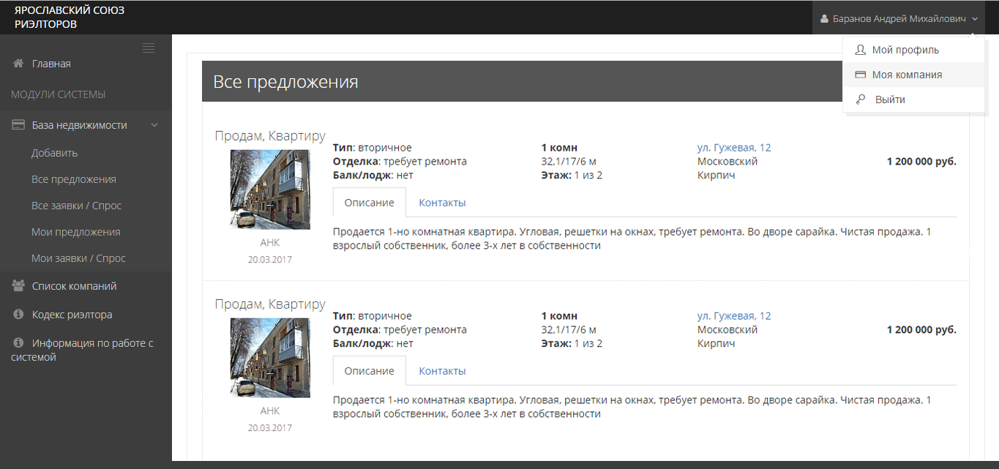 ЯРОСЛАВСКИЙ СОЮЗ
РИЭЛТОРОВ
Баранов Андрей Михайлович
Мой профиль
Моя компания
Выйти
Главная
МОДУЛИ СИСТЕМЫ
База недвижимости
Добавить
Все предложения
Все заявки / Спрос
Мои предложения
Мои заявки / Спрос
Список компаний
Кодекс риэлтора
Информация по работе с
системой
Все предложения
Продам, Квартиру
Тип: вторичное 1 комн ул. Гужевая, 12
Отделка: требует ремонта 32,1/17/6 м Московский 1 200 000 руб.
Балк/лодж: нет Этаж: 1 из 2 Кирпич
Описание Контакты
Продается 1-но комнатная квартира. Угловая, решетки на окнах, требует ремонта. Во дворе сарайка. Чистая продажа. 1
взрослый собственник, более 3-х лет в собственности
АНК
20.03.2017
Продам, Квартиру
Тип: вторичное 1 комн ул. Гужевая, 12
Отделка: требует ремонта 32,1/17/6 м Московский 1 200 000 руб.
Балк/лодж: нет Этаж: 1 из 2 Кирпич
Описание Контакты
Продается 1-но комнатная квартира. Угловая, решетки на окнах, требует ремонта. Во дворе сарайка. Чистая продажа. 1
взрослый собственник, более 3-х лет в собственности
АНК
20.03.2017